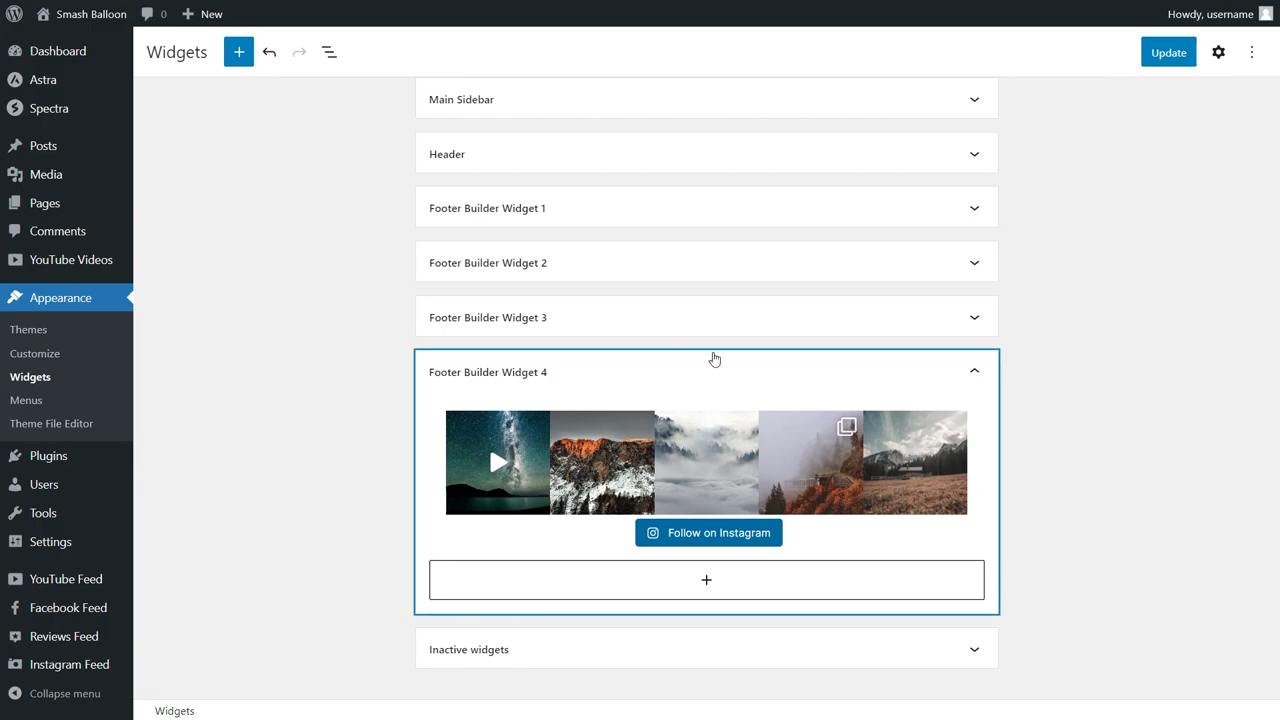 Smash Balloon
0
New
Howdy, username
Dashboard
Astra
Spectra
Posts
Media
Pages
Comments
YouTube Videos
Appearance
Themes
Customize
Widgets
Menus
Theme File Editor
Plugins
Users
Tools
Settings
YouTube Feed
Facebook Feed
Reviews Feed
Instagram Feed
Collapse menu
Widgets
Update
Main Sidebar
Header
Footer Builder Widget 1
Footer Builder Widget 2
Footer Builder Widget 3
Footer Builder Widget 4
Follow on Instagram
Inactive widgets
Widgets